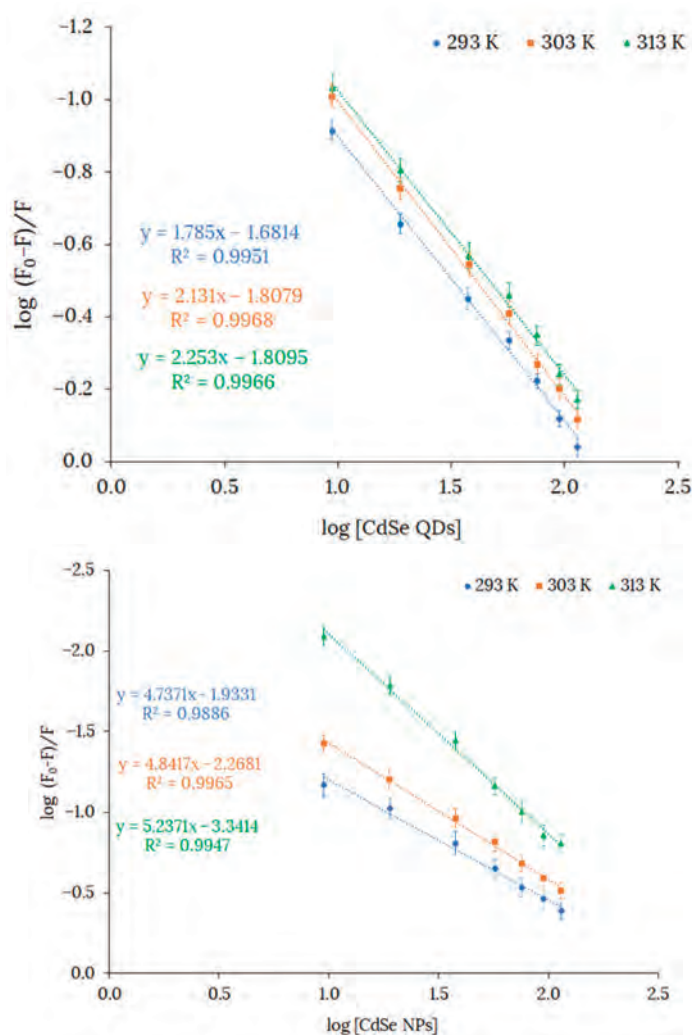 −1.2
293 K 303 K 313 K
−1.0
−0.8
−0.6
−0.4
−0.2
0.0
log (F₀−F)/F
y = 1.785x − 1.6814
R² = 0.9951
y = 2.131x − 1.8079
R² = 0.9968
y = 2.253x − 1.8095
R² = 0.9966
0.0 0.5 1.0 1.5 2.0 2.5
log [CdSe QDs]
−2.5
293 K 303 K 313 K
−2.0
−1.5
−1.0
−0.5
0.0
log (F₀-F)/F
y = 4.7371x − 1.9331
R² = 0.9886
y = 4.8417x − 2.2681
R² = 0.9965
y = 5.2371x − 3.3414
R² = 0.9947
0.0 0.5 1.0 1.5 2.0 2.5
log [CdSe NPs]